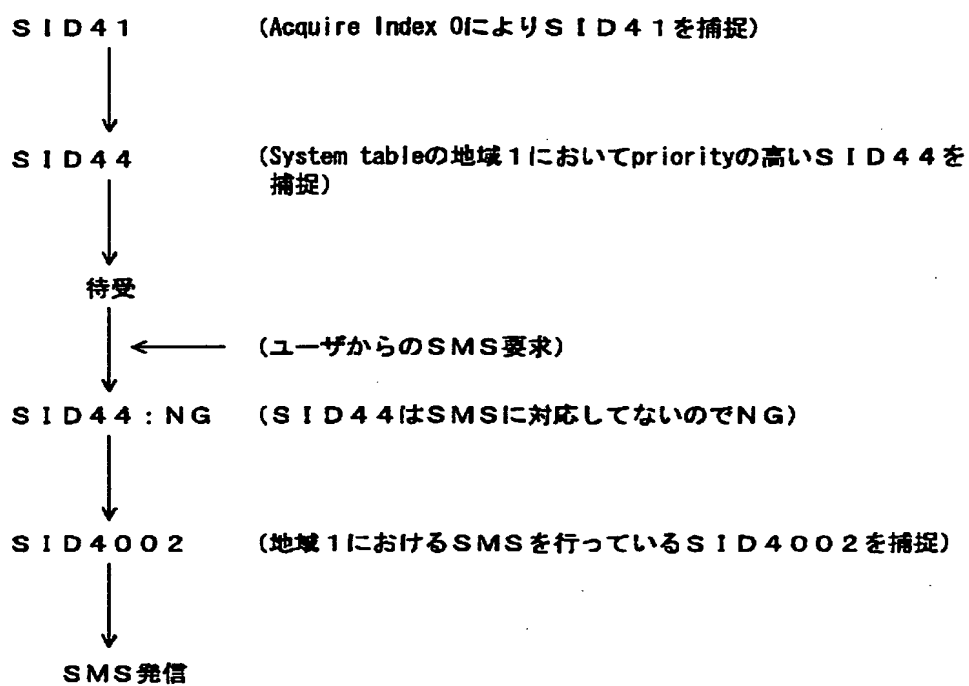 ＳＩＤ４１ (Acquire Index 0によりＳＩＤ４１を捕捉)
ＳＩＤ４４ (System tableの地域１においてpriorityの高いＳＩＤ４４を
捕捉)
待受
(ユーザからのＳＭＳ要求)
ＳＩＤ４４：ＮＧ (ＳＩＤ４４はＳＭＳに対応してないのでＮＧ)
ＳＩＤ４００２ (地域１におけるＳＭＳを行っているＳＩＤ４００２を捕捉)
ＳＭＳ発信